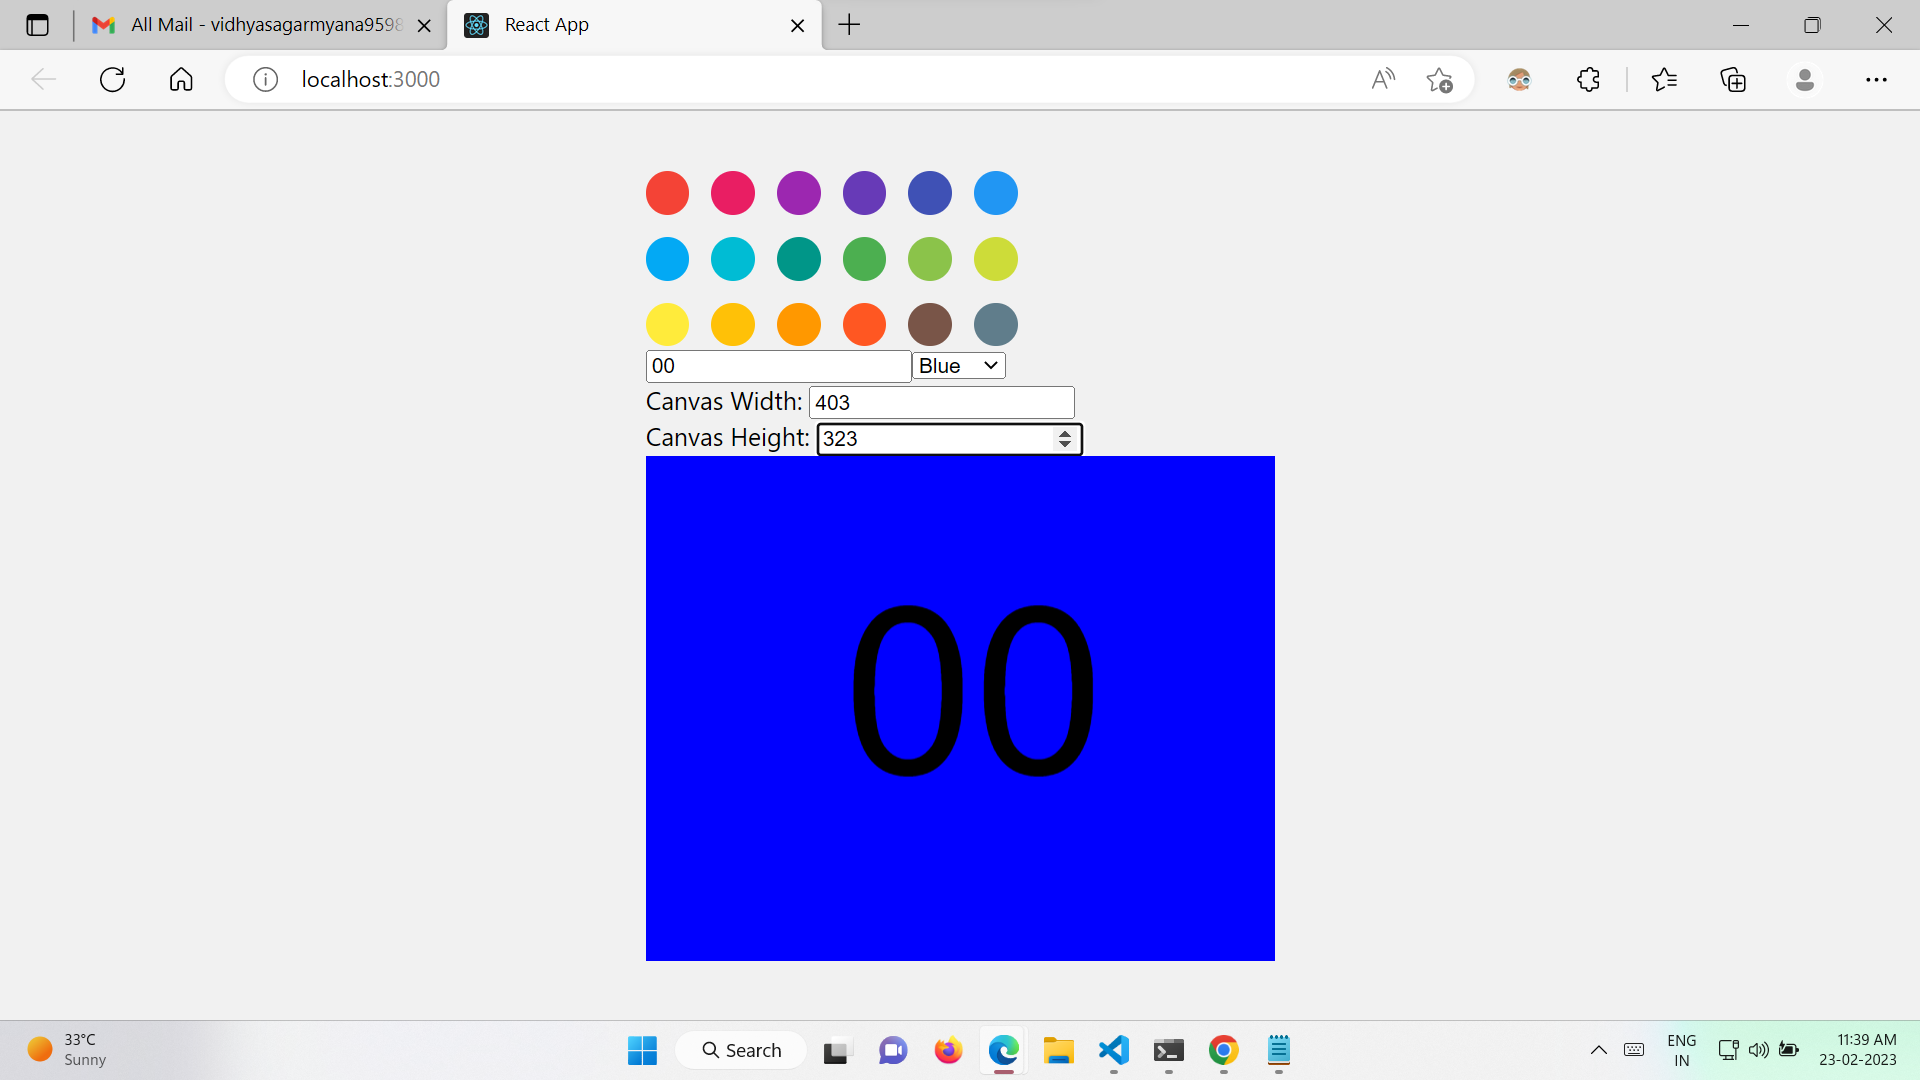 All Mail - vidhyasagarmyana9598
React App
localhost:3000
00
Blue
Canvas Width: 403
Canvas Height: 323
00
33°C
Sunny
Search
ENG
IN
11:39 AM
23-02-2023